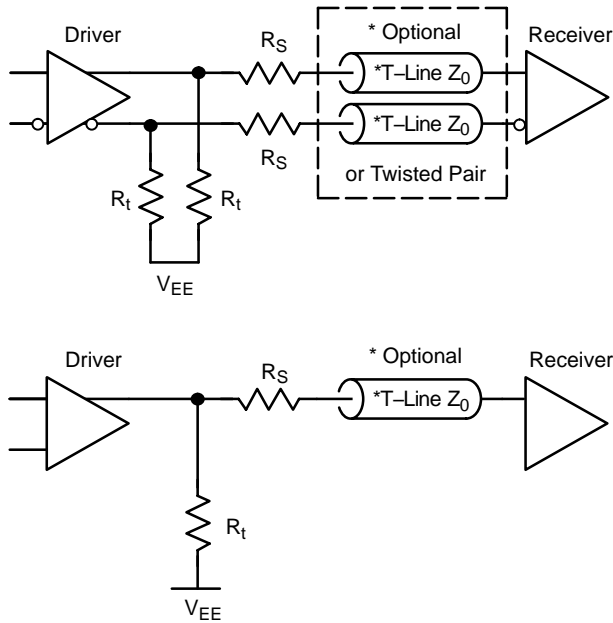 Driver
R_S
* Optional
Receiver
*T–Line Z_0
*T–Line Z_0
R_S
or Twisted Pair
R_t
R_t
V_EE
Driver
R_S
* Optional
Receiver
*T–Line Z_0
R_t
V_EE